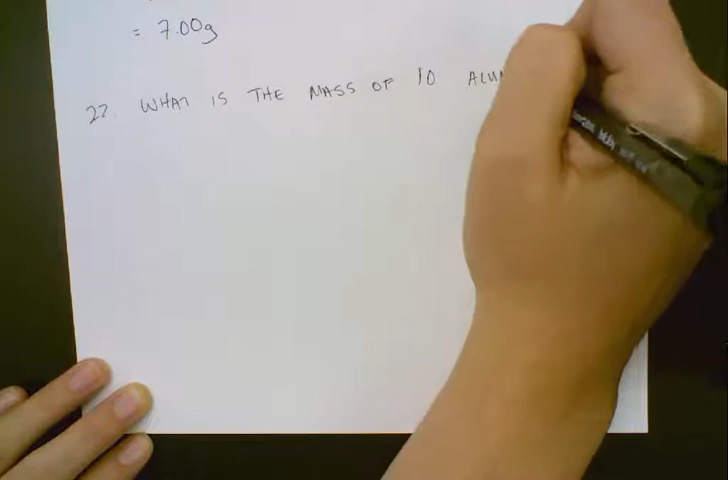 = 7.00g
22. WHAT IS THE MASS OF 10